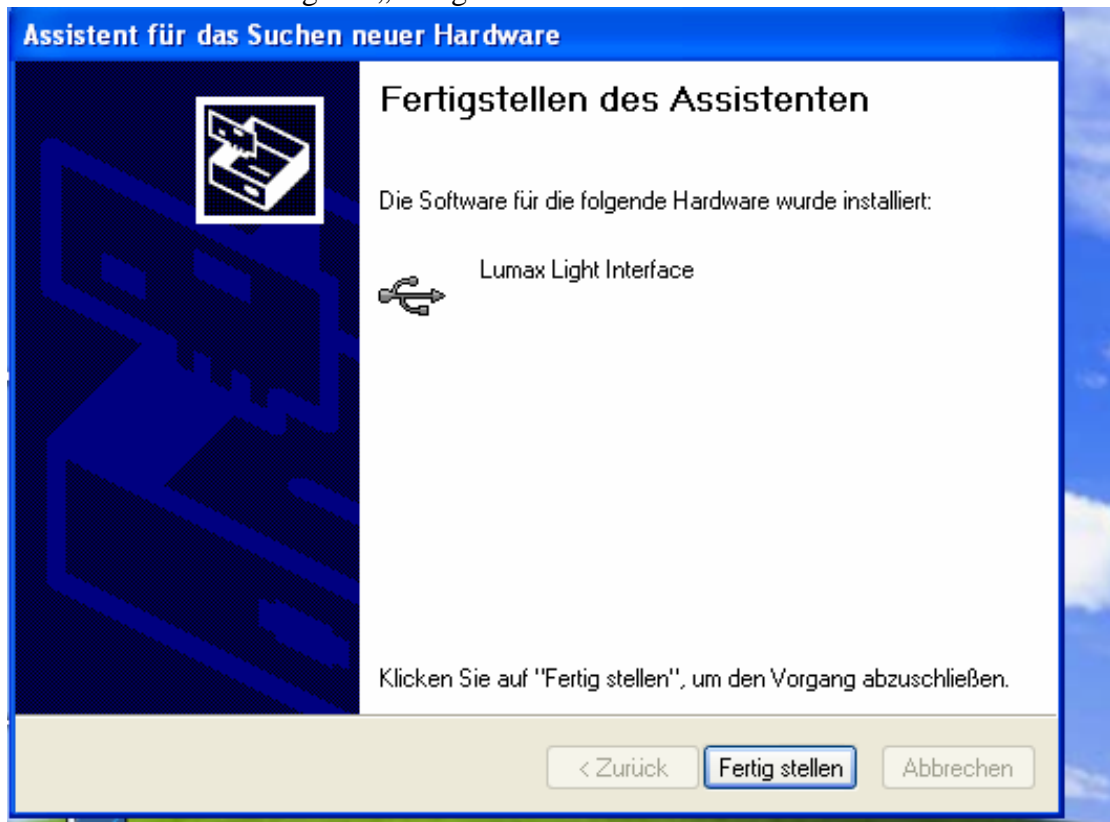 Assistent für das Suchen neuer Hardware
Fertigstellen des Assistenten
Die Software für die folgende Hardware wurde installiert:
Lumax Light Interface
Klicken Sie auf "Fertig stellen", um den Vorgang abzuschließen.
< Zurück Fertig stellen Abbrechen